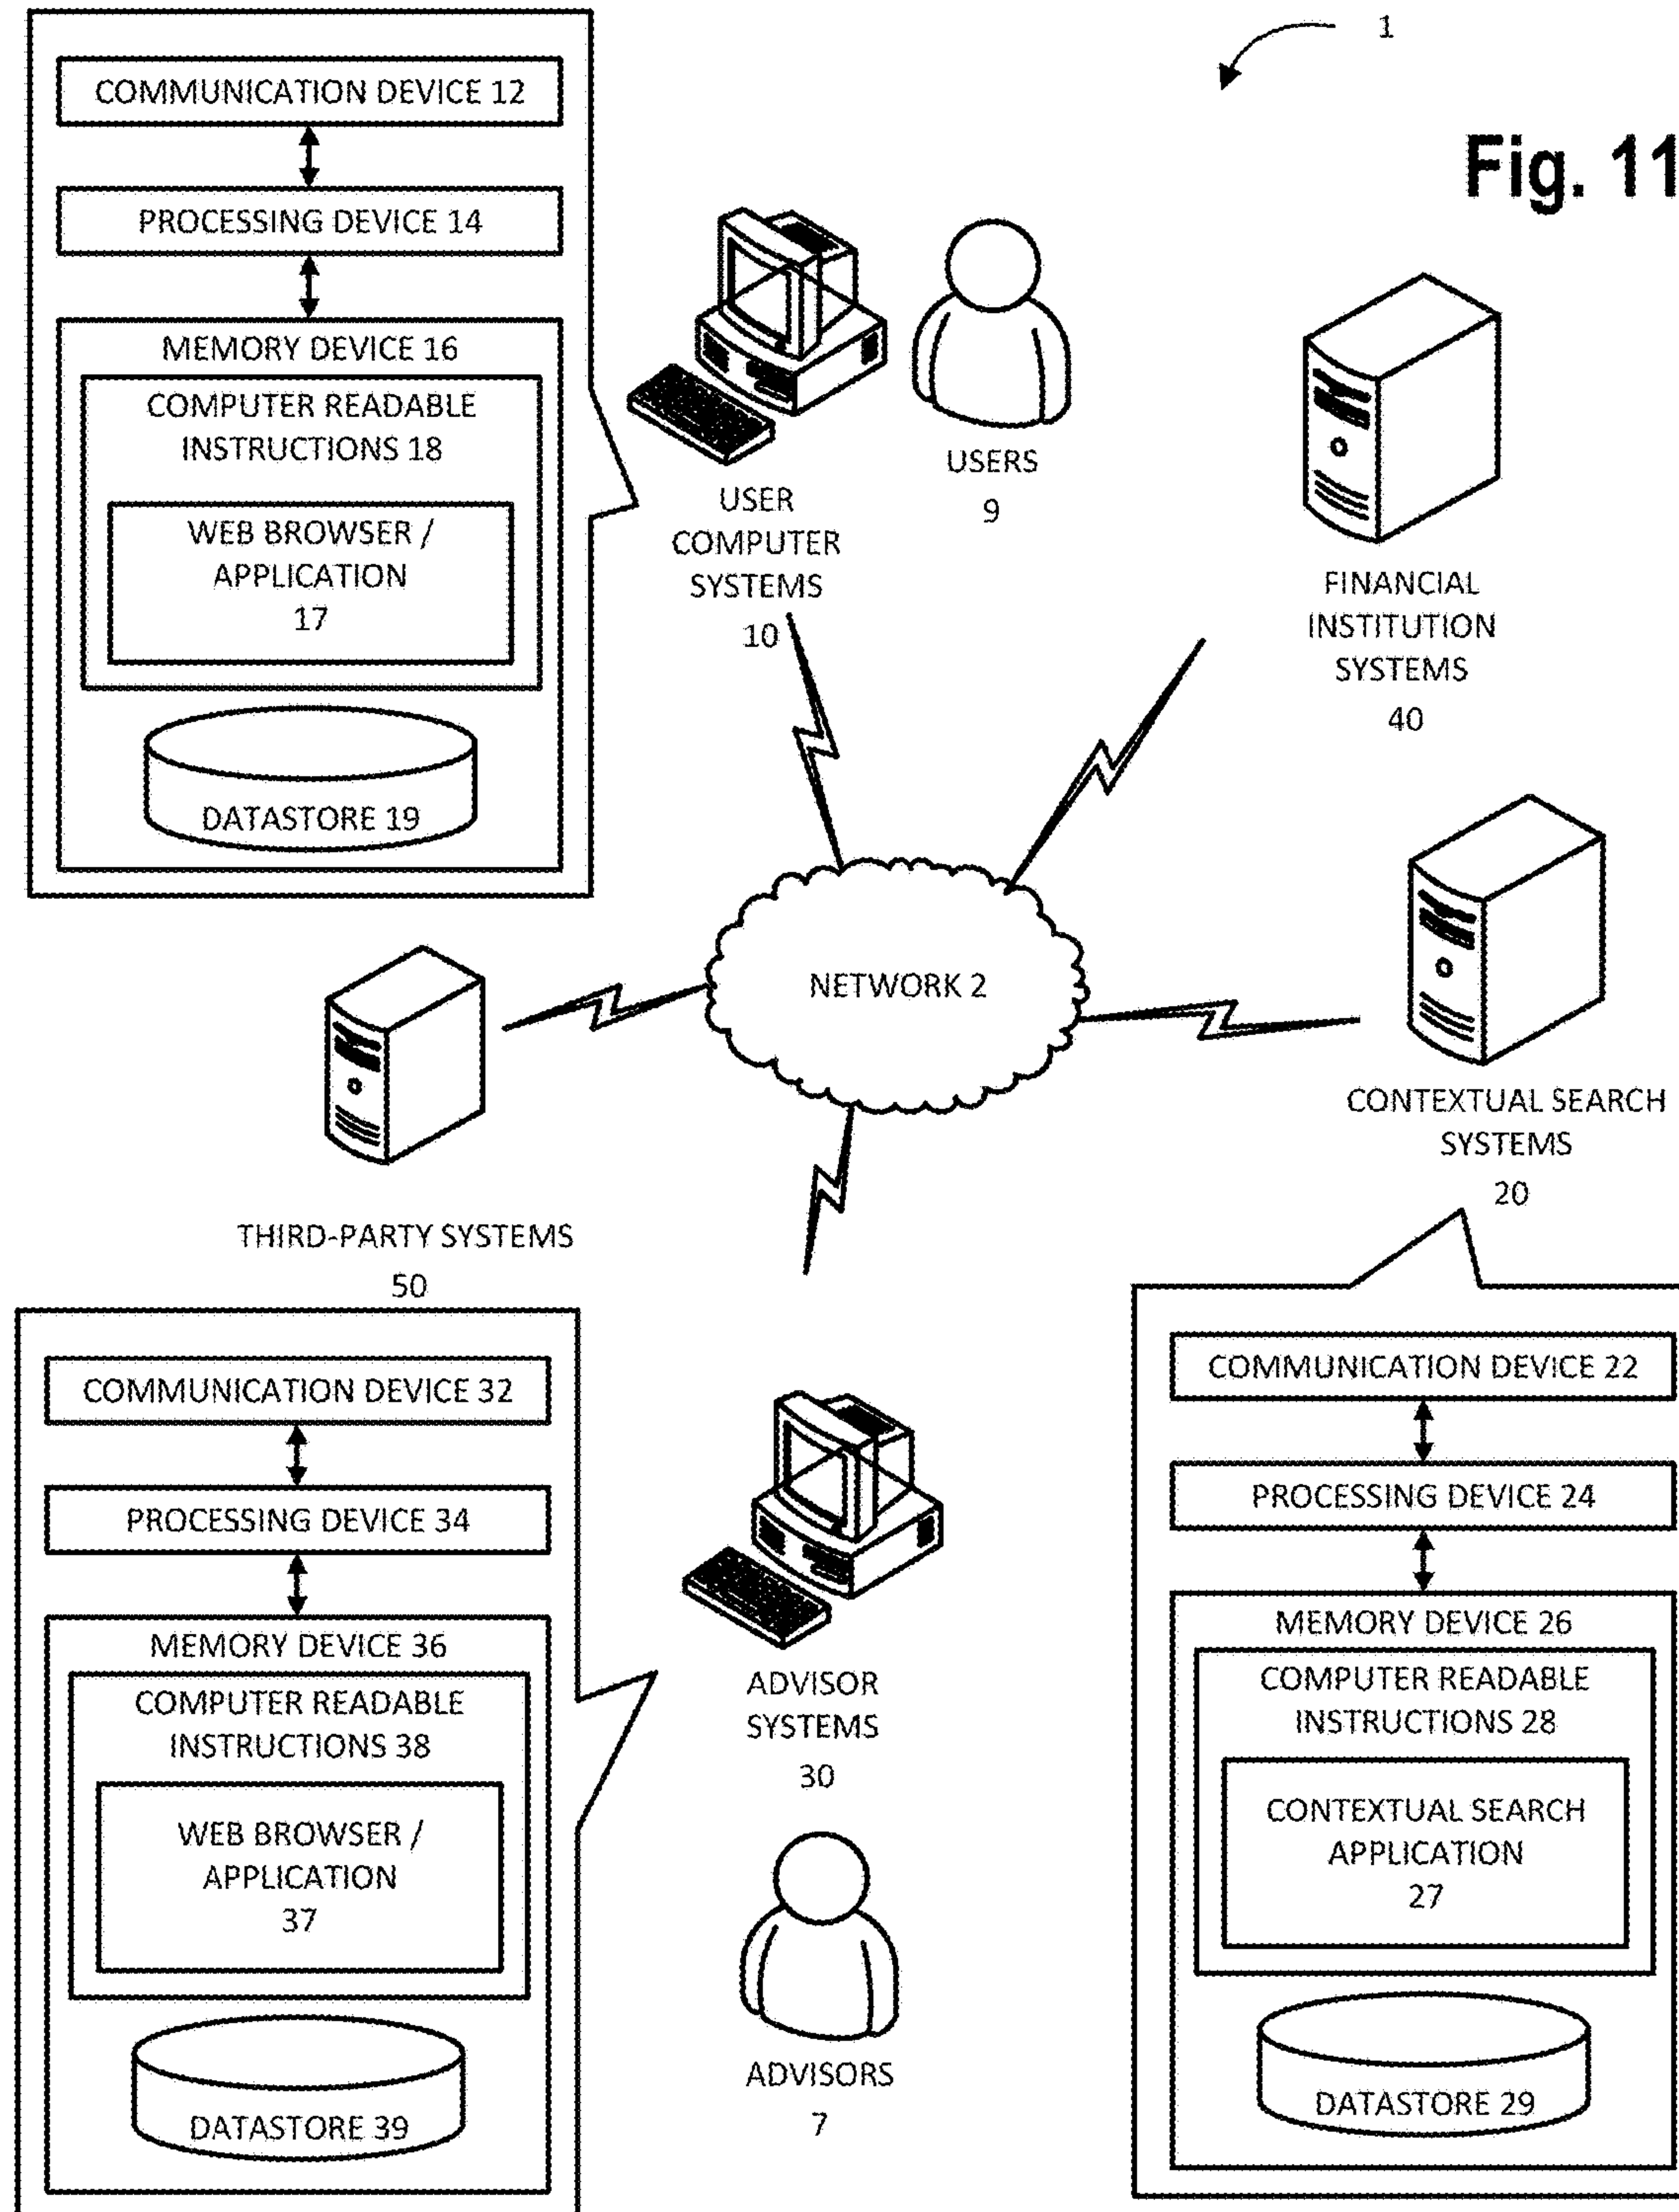 1
Fig. 11
COMMUNICATION DEVICE 12
PROCESSING DEVICE 14
MEMORY DEVICE 16
COMPUTER READABLE
INSTRUCTIONS 18
WEB BROWSER /
APPLICATION
17
DATASTORE 19
USER
COMPUTER
SYSTEMS
10
USERS
9
FINANCIAL
INSTITUTION
SYSTEMS
40
NETWORK 2
CONTEXTUAL SEARCH
SYSTEMS
20
THIRD-PARTY SYSTEMS
50
COMMUNICATION DEVICE 32
PROCESSING DEVICE 34
MEMORY DEVICE 36
COMPUTER READABLE
INSTRUCTIONS 38
WEB BROWSER /
APPLICATION
37
DATASTORE 39
ADVISOR
SYSTEMS
30
ADVISORS
7
COMMUNICATION DEVICE 22
PROCESSING DEVICE 24
MEMORY DEVICE 26
COMPUTER READABLE
INSTRUCTIONS 28
CONTEXTUAL SEARCH
APPLICATION
27
DATASTORE 29